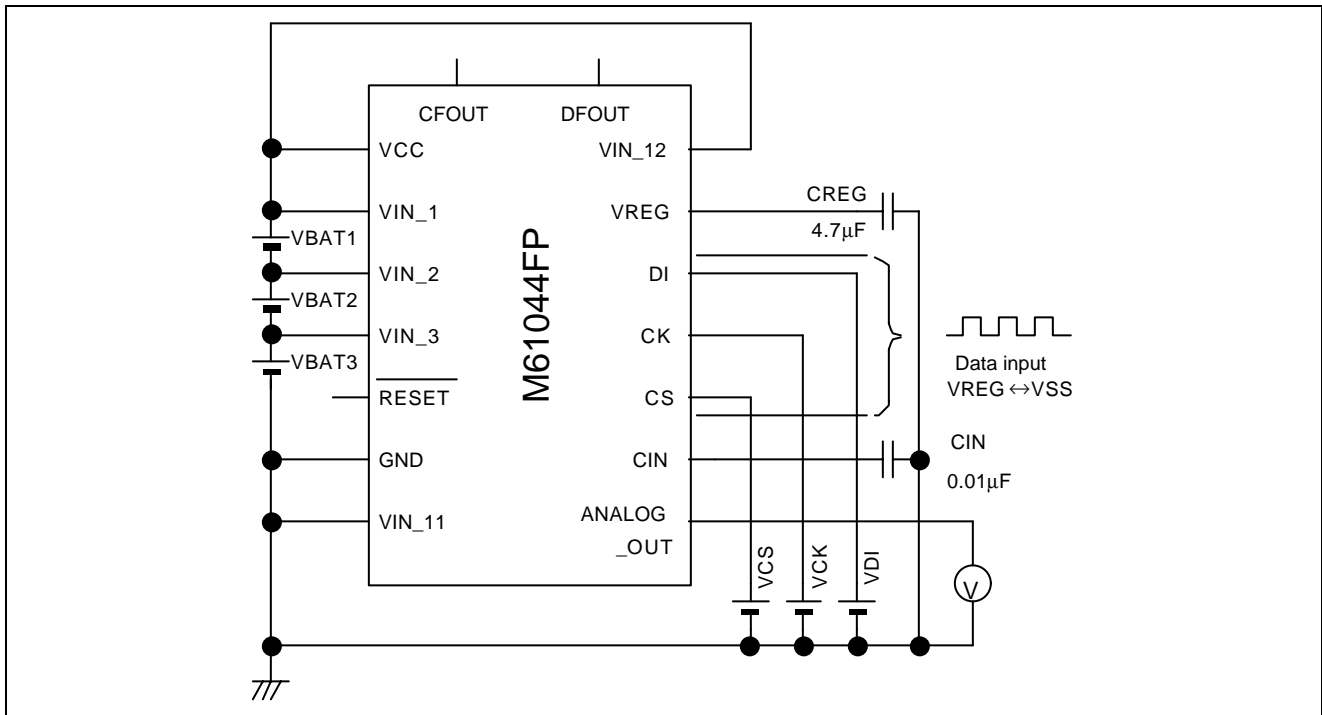 CFOUT
DFOUT
VCC
VIN_12
VIN_1
VREG
CREG
4.7μF
VBAT1
VIN_2
DI
VBAT2
VIN_3
CK
VBAT3
M61044FP
Data input
VREG ↔VSS
RESET
CS
GND
CIN
CIN
0.01μF
VIN_11
ANALOG
_OUT
VCS
VCK
VDI
V